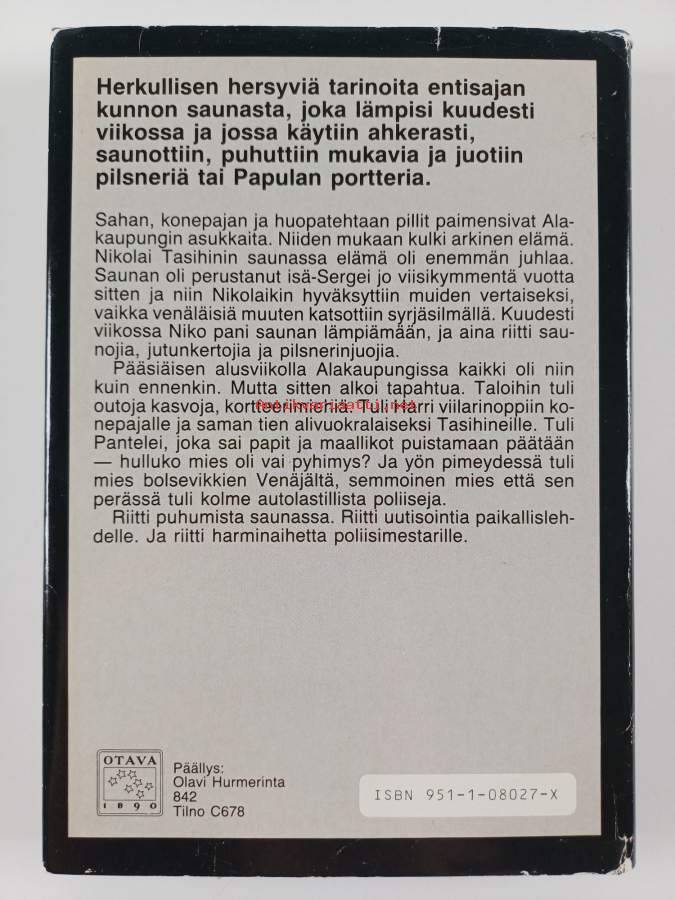 Herkullisen hersyviä tarinoita entisajan
kunnon saunasta, joka lämpisi kuudesti
viikossa ja jossa käytiin ahkerasti,
saunottiin, puhuttiin mukavia ja juotiin
pilsneriä tai Papulan portteria.
Sahan, konepajan ja huopatehtaan pillit paimensivat Ala-
kaupungin asukkaita. Niiden mukaan kulki arkinen elämä.
Nikolai Tasihinin saunassa elämä oli enemmän juhlaa.
Saunan oli perustanut isä-Sergei jo viisikymmentä vuotta
sitten ja niin Nikolaikin hyväksyttiin muiden vertaiseksi,
vaikka venäläisiä muuten katsottiin syrjäsilmällä. Kuudesti
viikossa Niko pani saunan lämpiämään, ja aina riitti sau-
nojia, jutunkertojia ja pilsnerinjuojia.
Pääsiäisen alusviikolla Alakaupungissa kaikki oli niin
kuin ennenkin. Mutta sitten alkoi tapahtua. Taloihin tuli
outoja kasvoja, kortteerimiehiä. Tuli Harri viilarinoppiin ko-
antikvariaatti.net
nepajalle ja saman tien alivuokralaiseksi Tasihineille. Tuli
Pantelei, joka sai papit ja maallikot puistamaan päätään
— hulluko mies oli vai pyhimys? Ja yön pimeydessä tuli
mies bolsevikkien Venäjältä, semmoinen mies että sen
perässä tuli kolme autolastillista poliiseja.
Riitti puhumista saunassa. Riitti uutisointia paikallisleh-
delle. Ja riitti harminaihetta poliisimestarille.
OTAVA
1890
Päällys:
Olavi Hurmerinta
842
Tilno C678
ISBN 951-1-08027-X